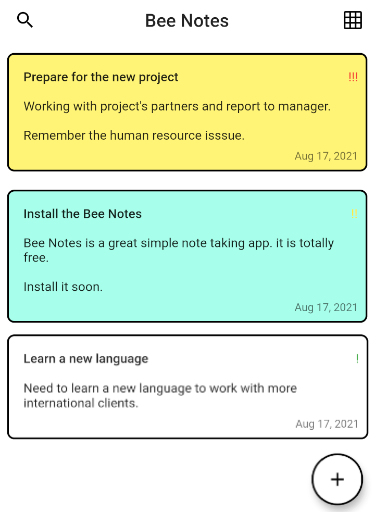 Bee Notes
Prepare for the new project !!!
Working with project's partners and report to manager.
Remember the human resource isssue.
Aug 17, 2021
Install the Bee Notes !!
Bee Notes is a great simple note taking app. it is totally
free.
Install it soon.
Aug 17, 2021
Learn a new language !
Need to learn a new language to work with more
international clients.
Aug 17, 2021
+